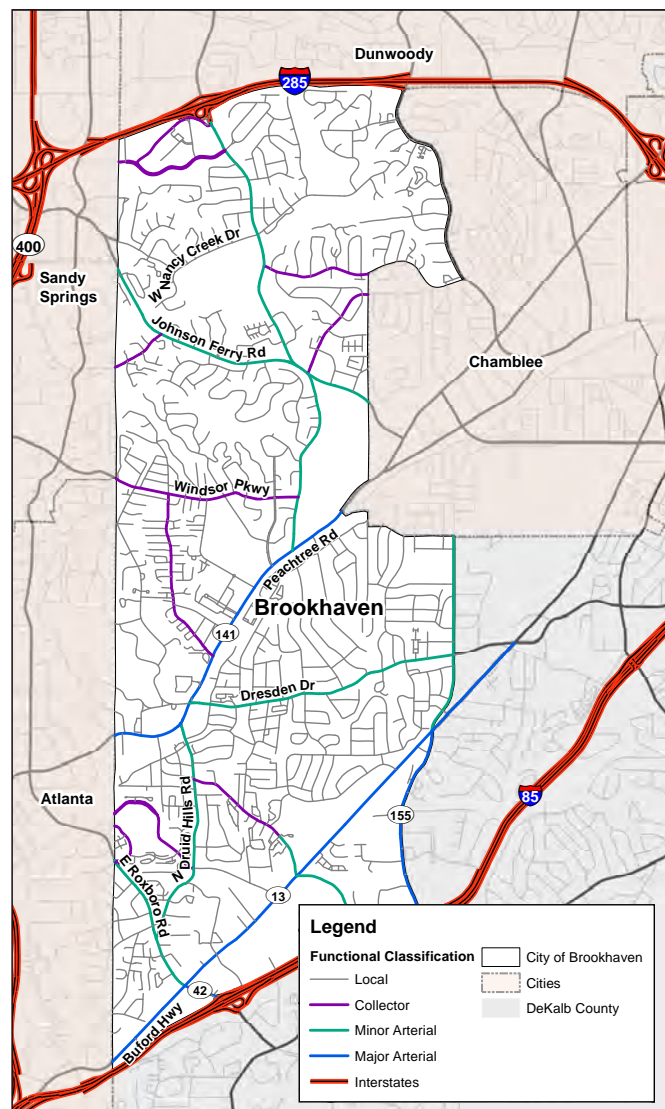 Dunwoody
285
400
W Nancy Creek Dr
Sandy
Springs
Johnson Ferry Rd
Chamblee
Windsor Pkwy
Peachtree Rd
Brookhaven
141
Dresden Dr
Atlanta
85
N Druid Hills Rd
155
E Roxboro Rd
13
42
Buford Hwy
Legend
Functional Classification
Local
Collector
Minor Arterial
Major Arterial
Interstates
City of Brookhaven
Cities
DeKalb County